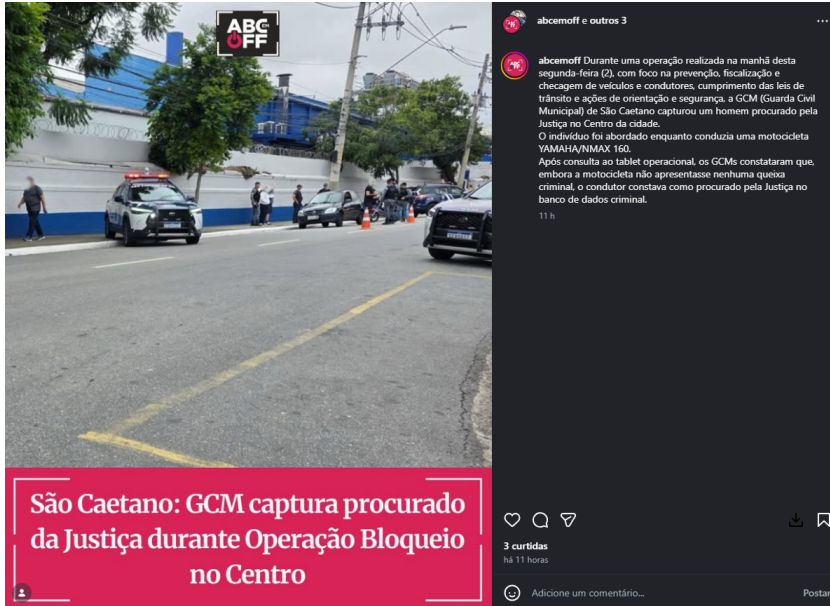 ABC EM
OFF
São Caetano: GCM captura procurado
da Justiça durante Operação Bloqueio
no Centro
abcemoff e outros 3
abcemoff Durante uma operação realizada na manhã desta
segunda-feira (2), com foco na prevenção, fiscalização e
checagem de veículos e condutores, cumprimento das leis de
trânsito e ações de orientação e segurança, a GCM (Guarda Civil
Municipal) de São Caetano capturou um homem procurado pela
Justiça no Centro da cidade.
O indivíduo foi abordado enquanto conduzia uma motocicleta
YAMAHA/NMAX 160.
Após consulta ao tablet operacional, os GCMs constataram que,
embora a motocicleta não apresentasse nenhuma queixa
criminal, o condutor constava como procurado pela Justiça no
banco de dados criminal.
11 h
3 curtidas
há 11 horas
Adicione um comentário...
Postar